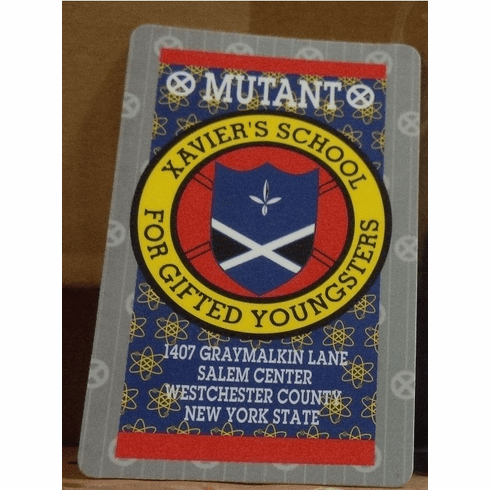 MUTANT
XAVIER'S SCHOOL
FOR GIFTED YOUNGSTERS
1407 GRAYMALKIN LANE
SALEM CENTER
WESTCHESTER COUNTY
NEW YORK STATE